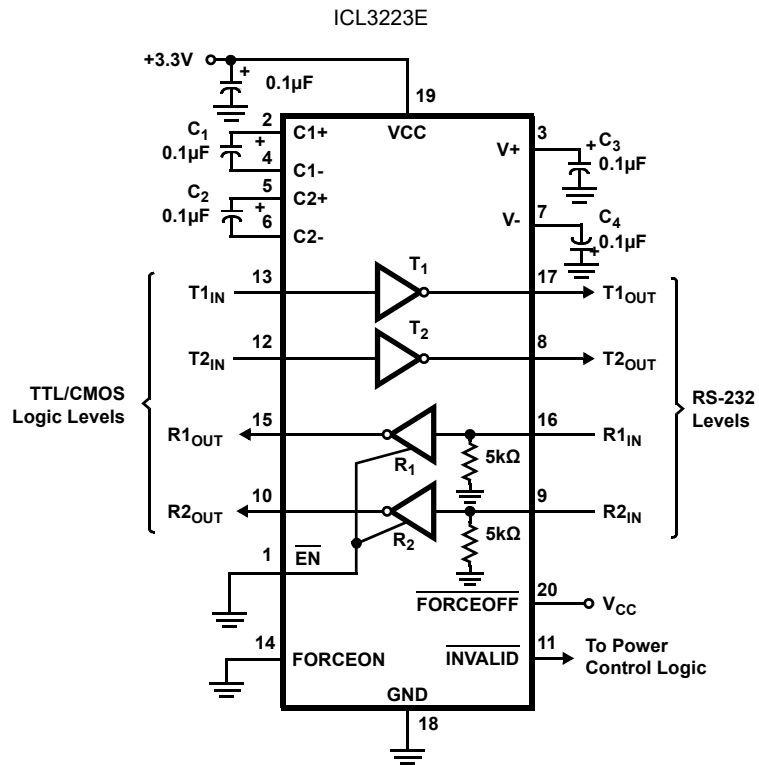 ICL3223E
+3.3V
+
0.1µF
19
VCC
2
C1+
C1
0.1µF
+
4
C1-
5
C2+
C2
0.1µF
+
6
C2-
3
V+
+
C3
0.1µF
7
V-
C4
0.1µF
+
T1IN
13
T1
17
T1OUT
T2IN
12
T2
8
T2OUT
TTL/CMOS
Logic Levels
RS-232
Levels
R1OUT
15
R1
5kΩ
16
R1IN
R2OUT
10
R2
5kΩ
9
R2IN
1
EN
20
FORCEOFF
VCC
14
FORCEON
11
INVALID
To Power
Control Logic
GND
18